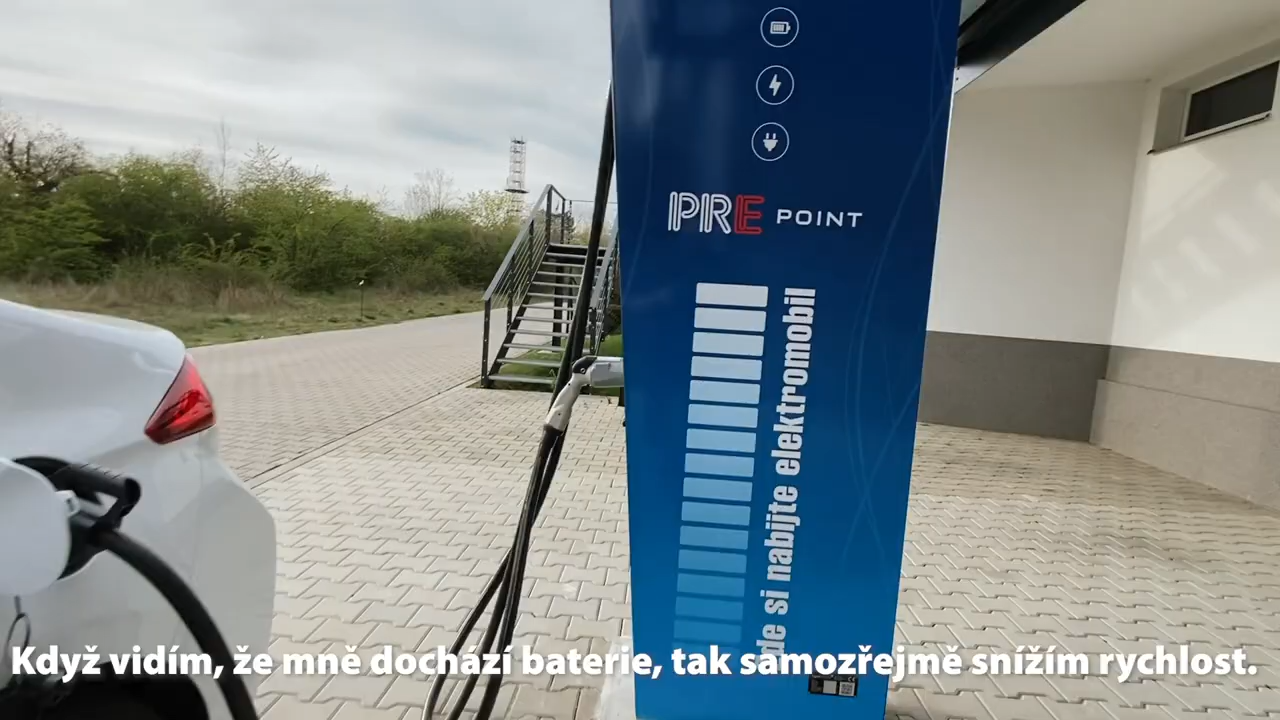 PRE POINT
de si nabijte elektromobil
Když vidím, že mně dochází baterie, tak samozřejmě snížím rychlost.